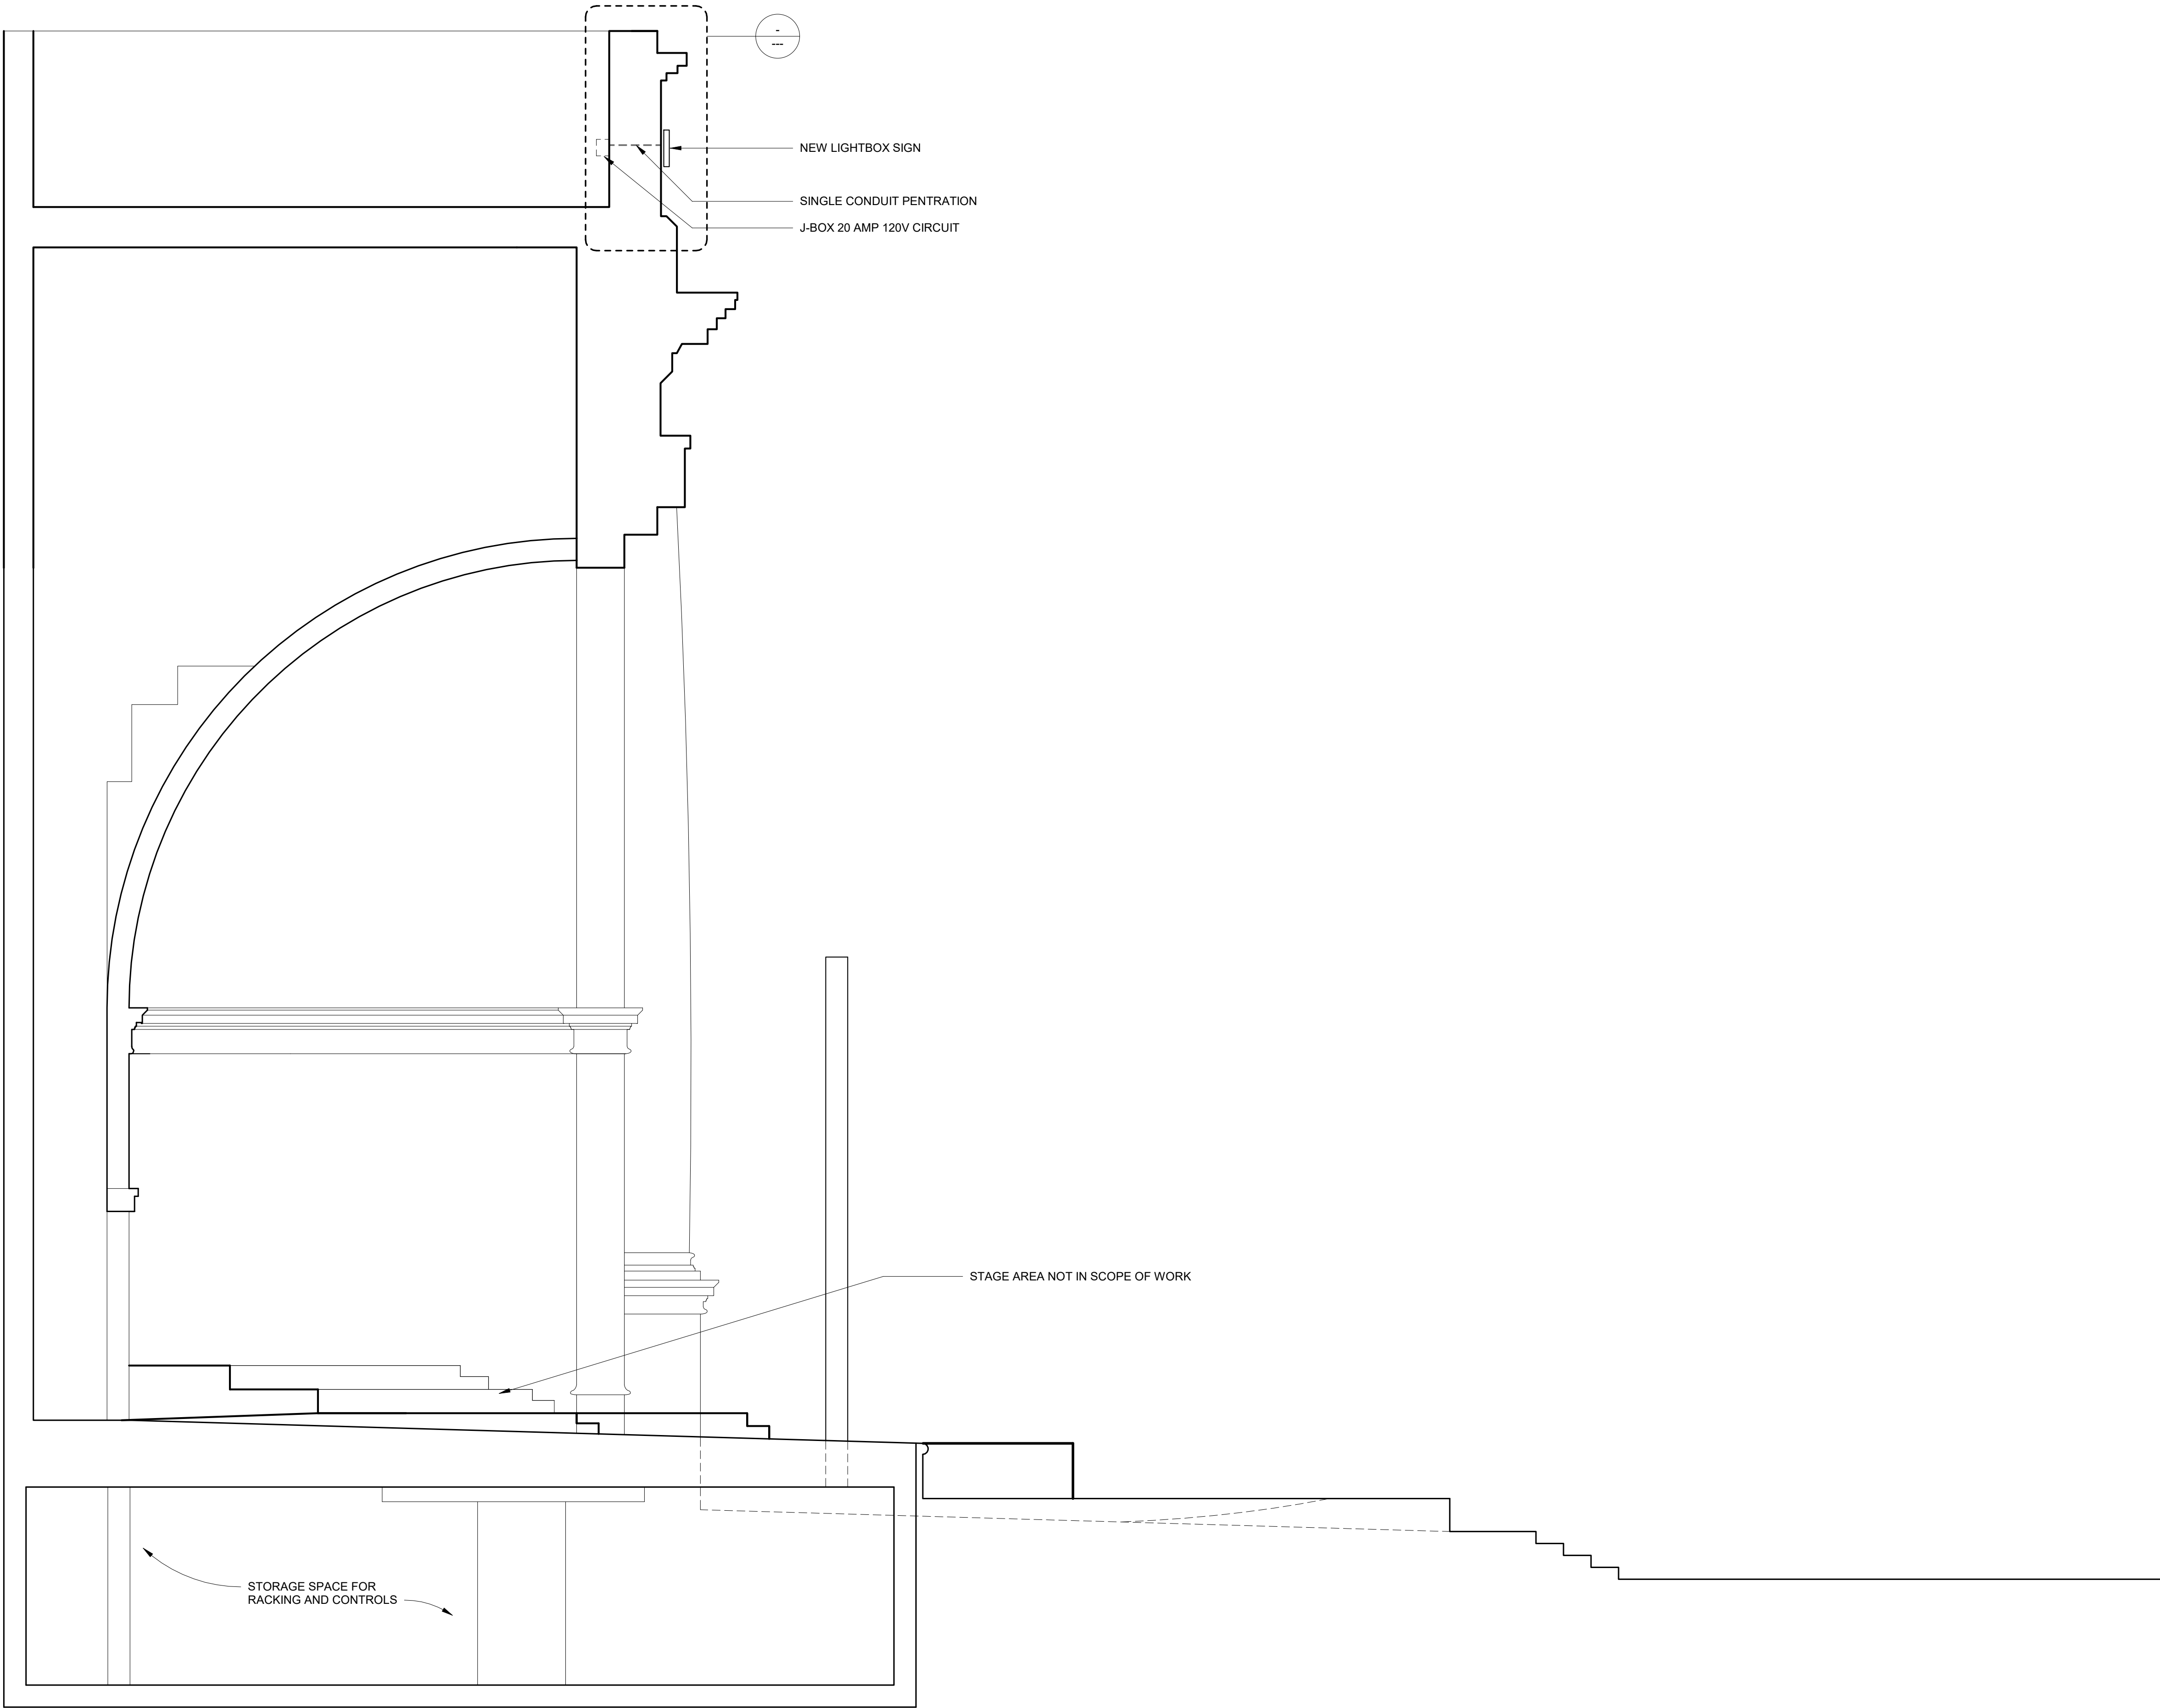 -
---
NEW LIGHTBOX SIGN
SINGLE CONDUIT PENTRATION
J-BOX 20 AMP 120V CIRCUIT
STAGE AREA NOT IN SCOPE OF WORK
STORAGE SPACE FOR
RACKING AND CONTROLS